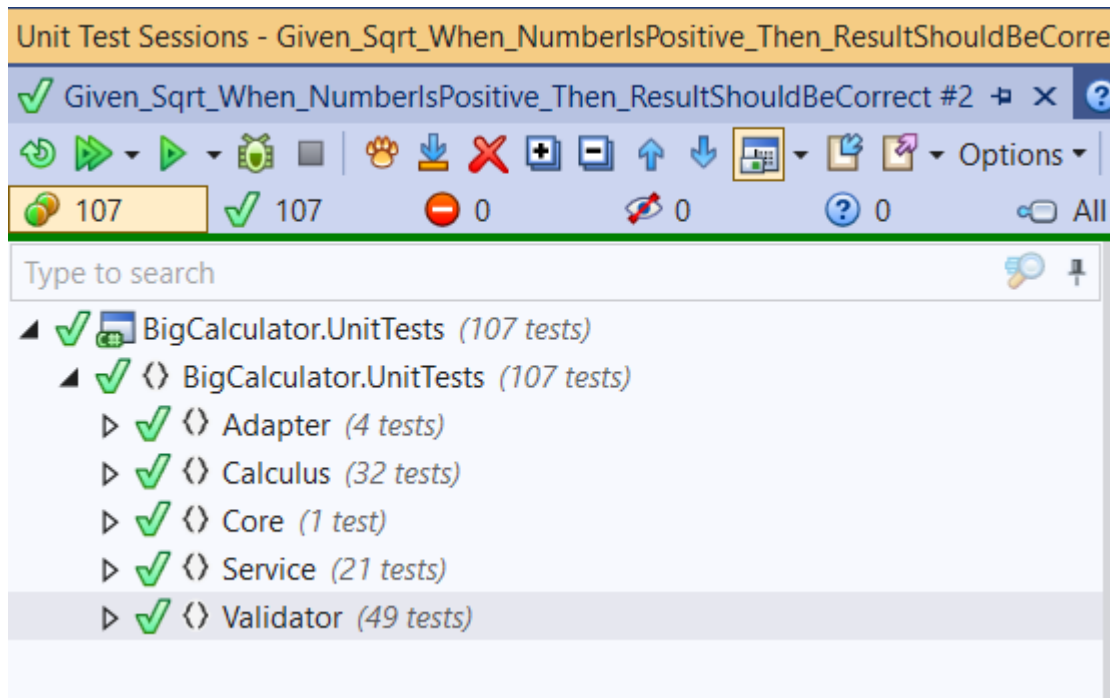 Unit Test Sessions - Given_Sqrt_When_NumberIsPositive_Then_ResultShouldBeCorre
Given_Sqrt_When_NumberIsPositive_Then_ResultShouldBeCorrect #2
Options
107 107 0 0 0 All
Type to search
BigCalculator.UnitTests (107 tests)
BigCalculator.UnitTests (107 tests)
Adapter (4 tests)
Calculus (32 tests)
Core (1 test)
Service (21 tests)
Validator (49 tests)